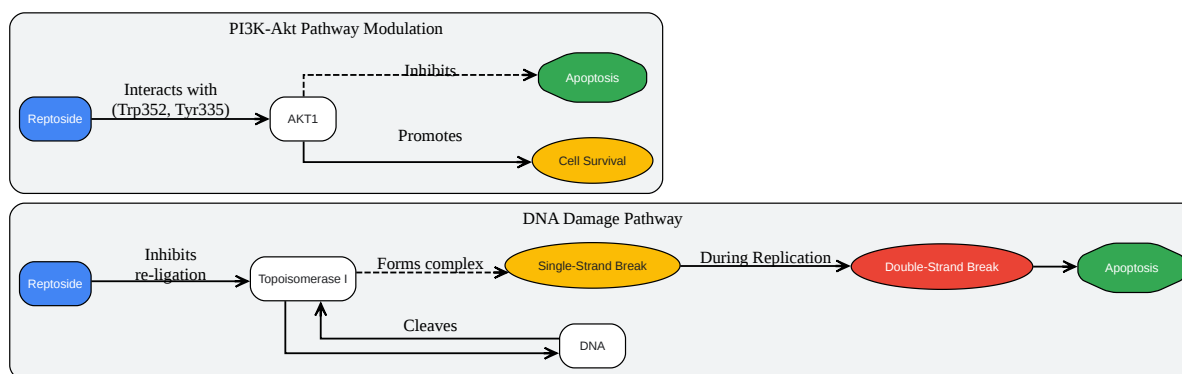 PI3K-Akt Pathway Modulation
Inhibits
Apoptosis
Interacts with
(Trp352, Tyr335)
Reptoside
AKT1
Promotes
Cell Survival
DNA Damage Pathway
Inhibits
re-ligation
Reptoside
Topoisomerase I
Forms complex
Single-Strand Break
During Replication
Double-Strand Break
Apoptosis
Cleaves
DNA